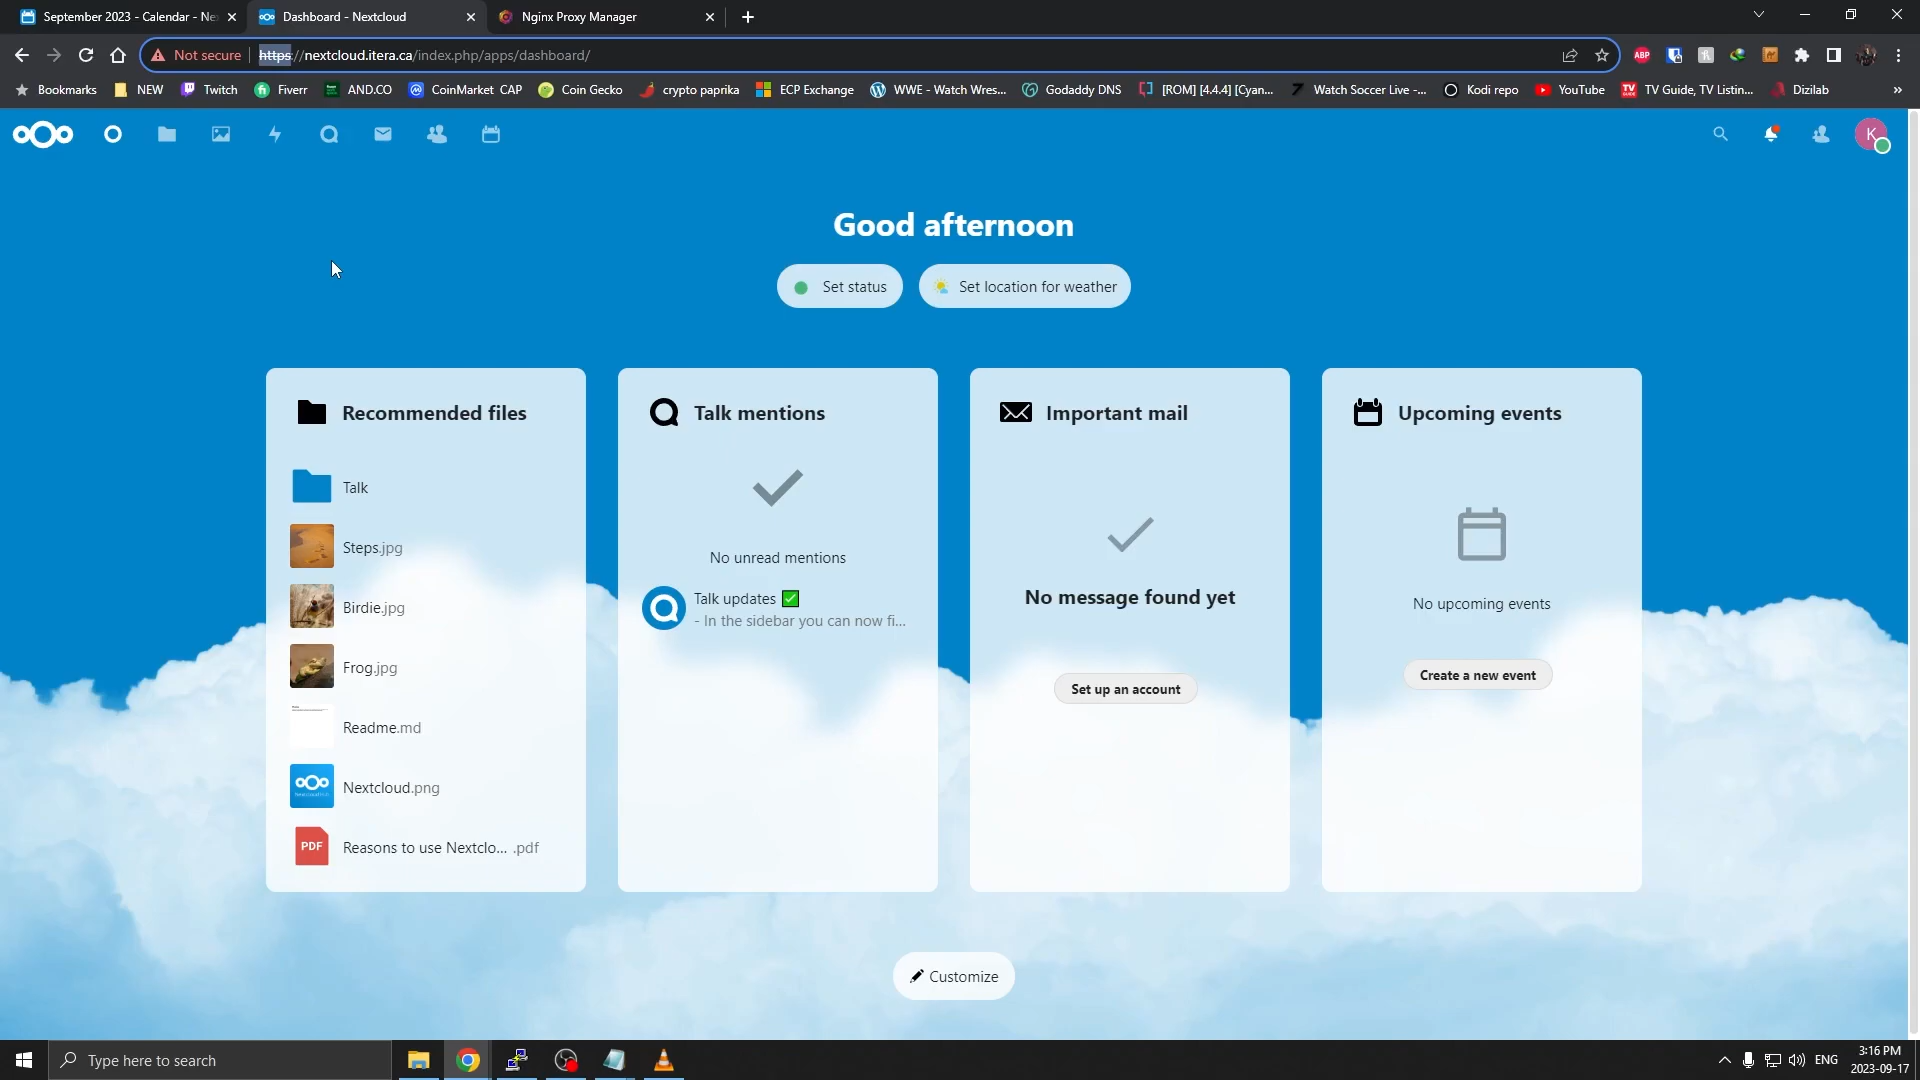 September 2023 - Calendar - Ne
Dashboard - Nextcloud
Nginx Proxy Manager
Not secure
https://nextcloud.itera.ca/index.php/apps/dashboard/
ABP
Bookmarks
NEW
Twitch
Fiverr
AND.CO
CoinMarket CAP
Coin Gecko
crypto paprika
ECP Exchange
WWE - Watch Wres...
Godaddy DNS
[ROM] [4.4.4] [Cyan...
Watch Soccer Live -...
Kodi repo
YouTube
TV Guide, TV Listin...
Dizilab
»
K
Good afternoon
Set status
Set location for weather
Recommended files
Talk
Steps.jpg
Birdie.jpg
Frog.jpg
Readme.md
Nextcloud.png
PDF
Reasons to use Nextclo... .pdf
Talk mentions
No unread mentions
Talk updates ✅
- In the sidebar you can now fi...
Important mail
No message found yet
Set up an account
Upcoming events
No upcoming events
Create a new event
Customize
Type here to search
ENG
3:16 PM
2023-09-17